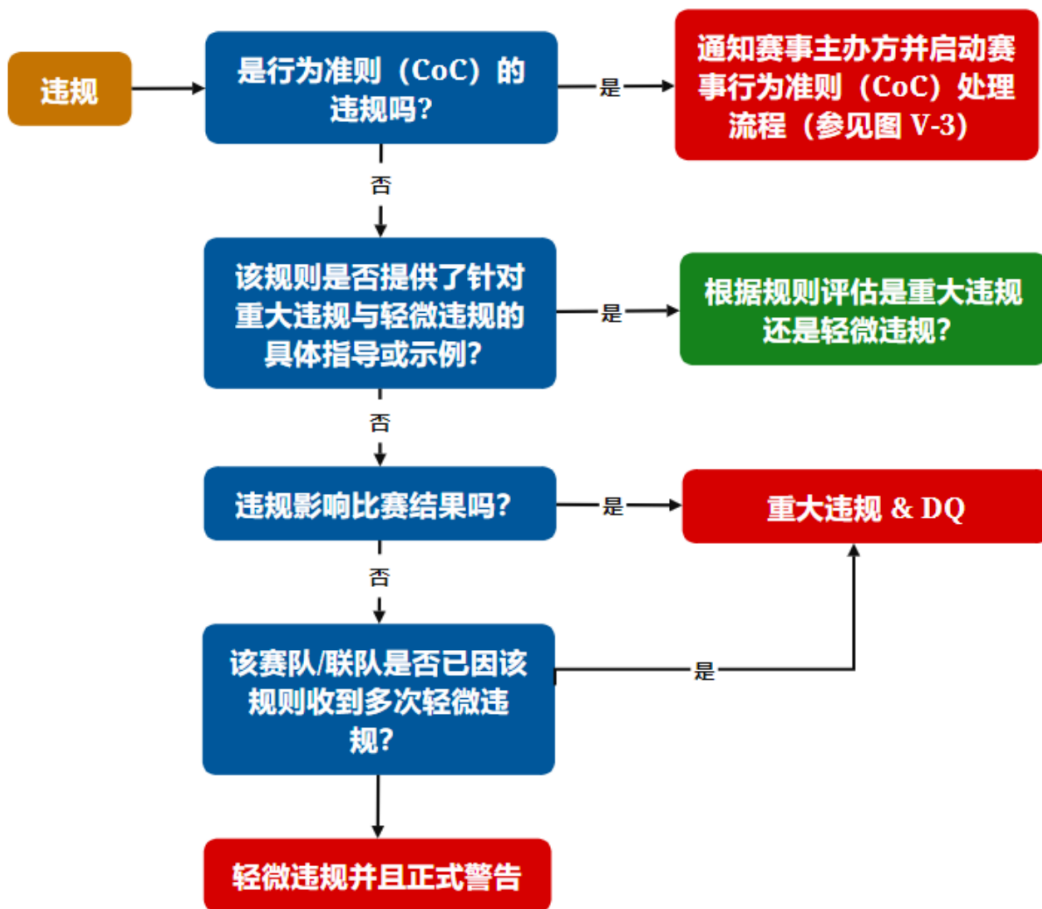 违规
是行为准则（CoC）的
违规吗？
是
通知赛事主办方并启动赛
事行为准则（CoC）处理
流程（参见图 V-3）
否
该规则是否提供了针对
重大违规与轻微违规的
具体指导或示例？
是
根据规则评估是重大违规
还是轻微违规？
否
违规影响比赛结果吗？
是
重大违规 & DQ
否
该赛队/联队是否已因该
规则收到多次轻微违
规？
是
轻微违规并且正式警告